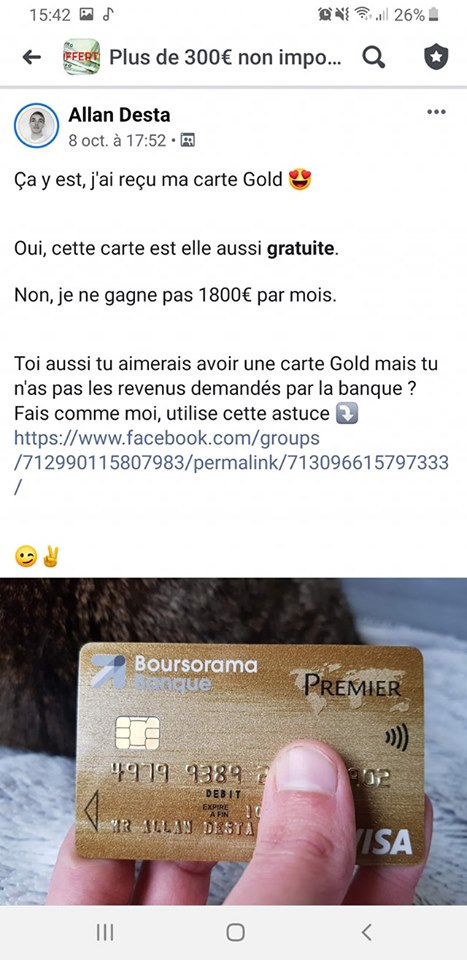 15:42
26%
Plus de 300€ non impo...
OFFERT
Allan Desta
8 oct. à 17:52
Ça y est, j'ai reçu ma carte Gold 😍
Oui, cette carte est elle aussi gratuite.
Non, je ne gagne pas 1800€ par mois.
Toi aussi tu aimerais avoir une carte Gold mais tu
n'as pas les revenus demandés par la banque ?
Fais comme moi, utilise cette astuce ⤵️
https://www.facebook.com/groups
/712990115807983/permalink/713096615797333
/
😉✌️
Boursorama
Banque
PREMIER
4979 9389 902
DEBIT
EXPIRE
A FIN
MR ALLAN DESTA
VISA